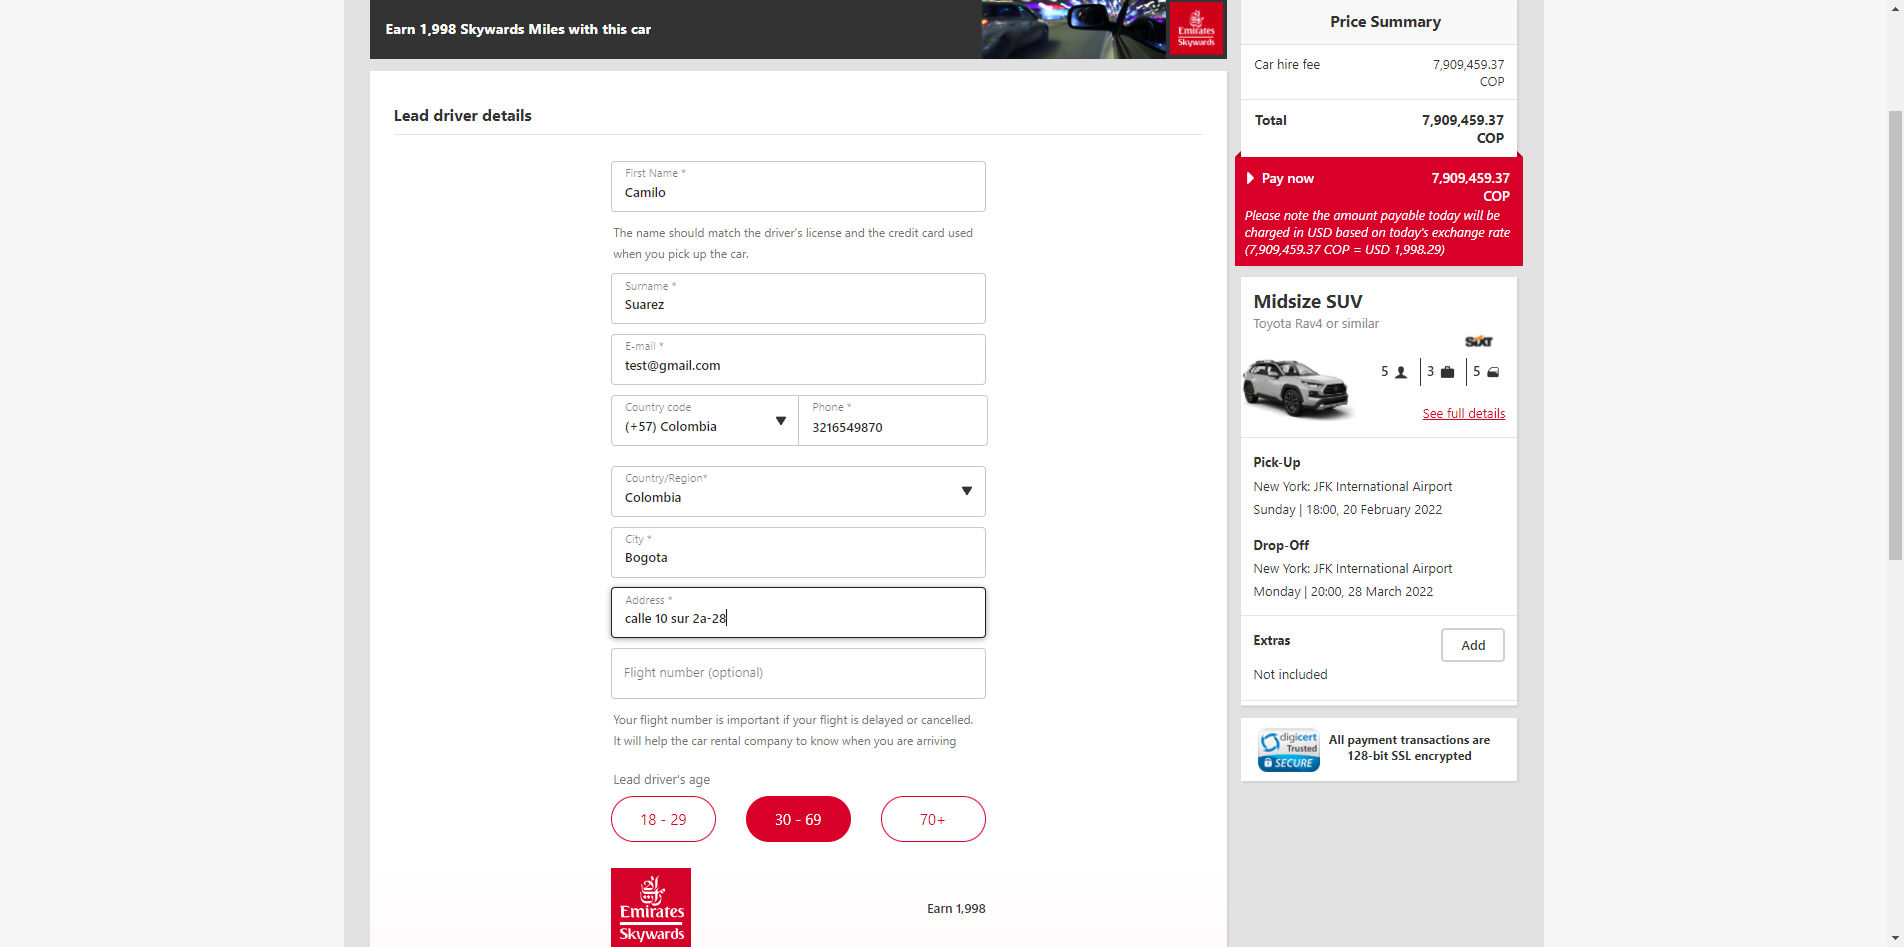 Earn 1,998 Skywards Miles with this car
Emirates
Skywards
Lead driver details
First Name *
Camilo
The name should match the driver's license and the credit card used
when you pick up the car.
Surname *
Suarez
E-mail *
test@gmail.com
Country code
(+57) Colombia
Phone *
3216549870
Country/Region*
Colombia
City *
Bogota
Address *
calle 10 sur 2a-28
Flight number (optional)
Your flight number is important if your flight is delayed or cancelled.
It will help the car rental company to know when you are arriving
Lead driver's age
18 - 29
30 - 69
70+
Emirates
Skywards
Earn 1,998
Price Summary
Car hire fee
7,909,459.37
COP
Total
7,909,459.37
COP
Pay now
7,909,459.37
COP
Please note the amount payable today will be
charged in USD based on today's exchange rate
(7,909,459.37 COP = USD 1,998.29)
Midsize SUV
Toyota Rav4 or similar
SIXT
5
3
5
See full details
Pick-Up
New York: JFK International Airport
Sunday | 18:00, 20 February 2022
Drop-Off
New York: JFK International Airport
Monday | 20:00, 28 March 2022
Extras
Add
Not included
digicert
Trusted
SECURE
All payment transactions are
128-bit SSL encrypted